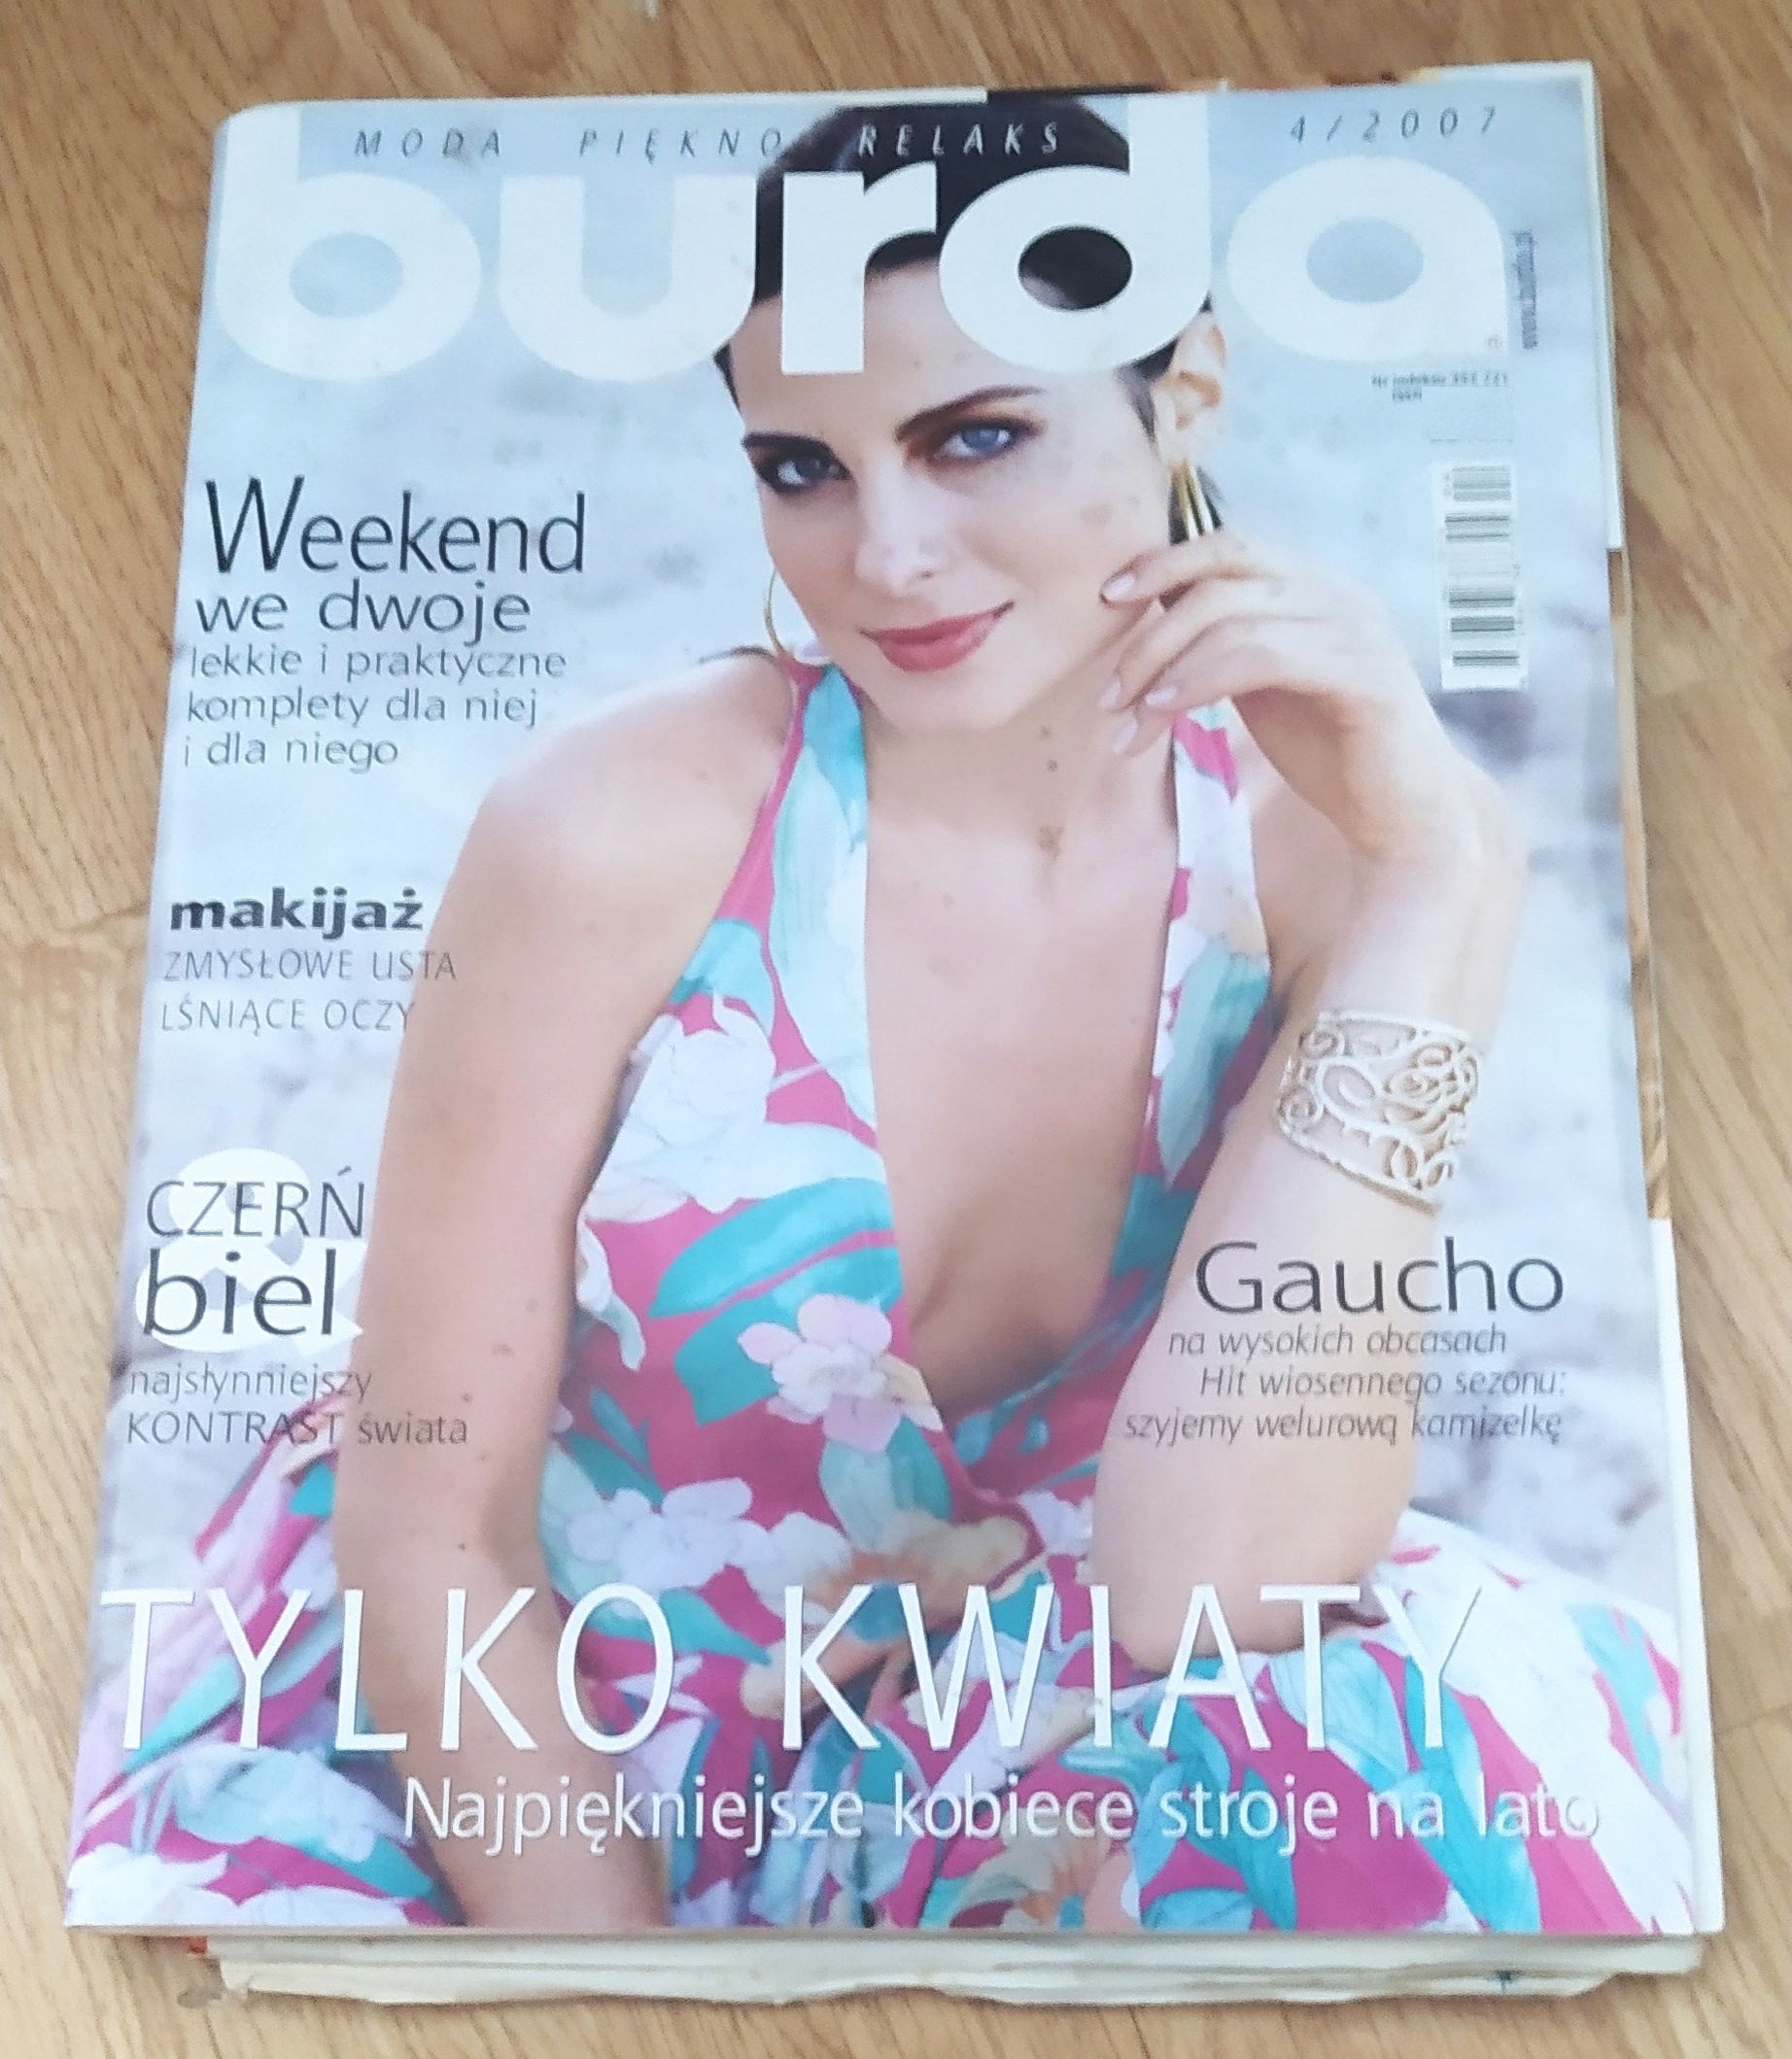 MODA PIĘKNO RELAKS
4/2007
burda
Weekend
we dwoje
lekkie i praktyczne
komplety dla niej
i dla niego
makijaż
ZMYSŁOWE USTA
LŚNIĄCE OCZY
CZERŃ
&
biel
najsłynniejszy
KONTRAST świata
Gaucho
na wysokich obcasach
Hit wiosennego sezonu:
szyjemy welurową kamizelkę
TYLKO KWIATY
Najpiękniejsze kobiece stroje na lato